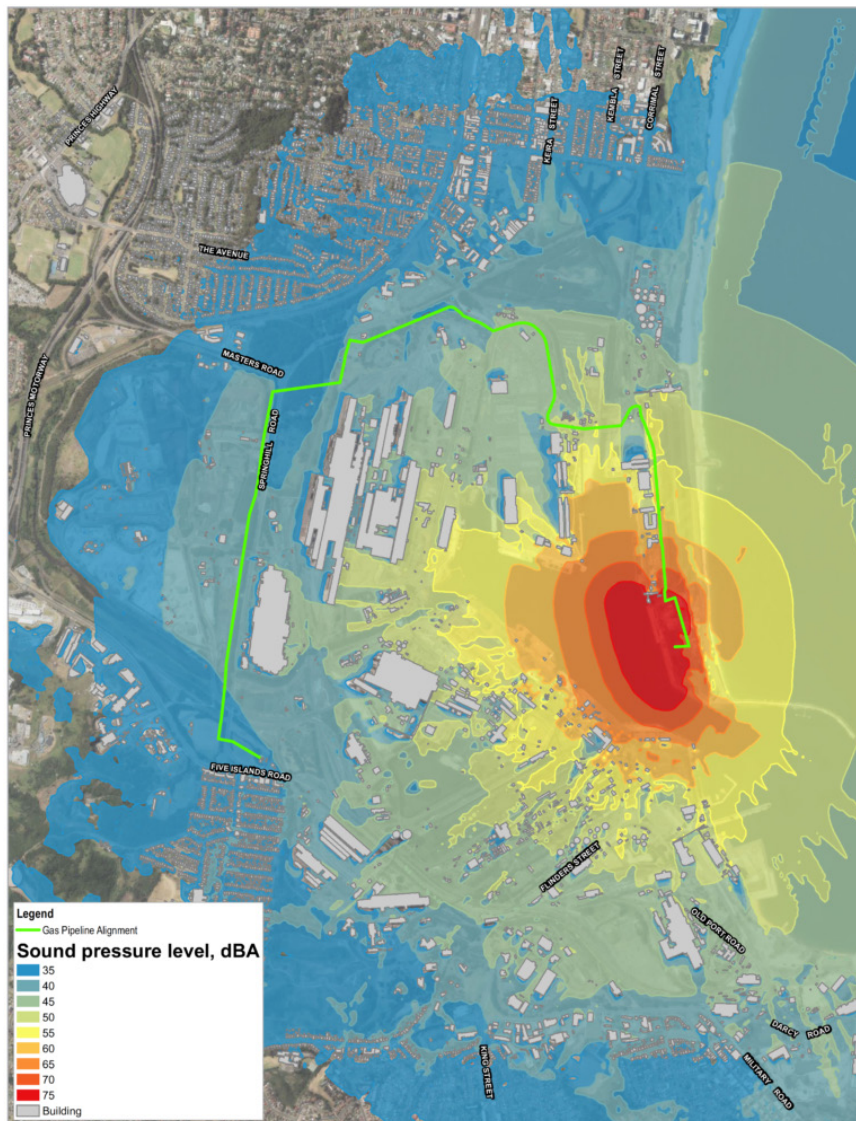 PRINCES HIGHWAY
KEIRA STREET
KEMBLA STREET
CORRIMAL STREET
THE AVENUE
MASTERS ROAD
PRINCES MOTORWAY
SPRINGHILL ROAD
FIVE ISLANDS ROAD
FLINDERS STREET
OLD PORT ROAD
DARCY ROAD
MILITARY ROAD
KING STREET
Legend
Gas Pipeline Alignment
Sound pressure level, dBA
35
40
45
50
55
60
65
70
75
Building